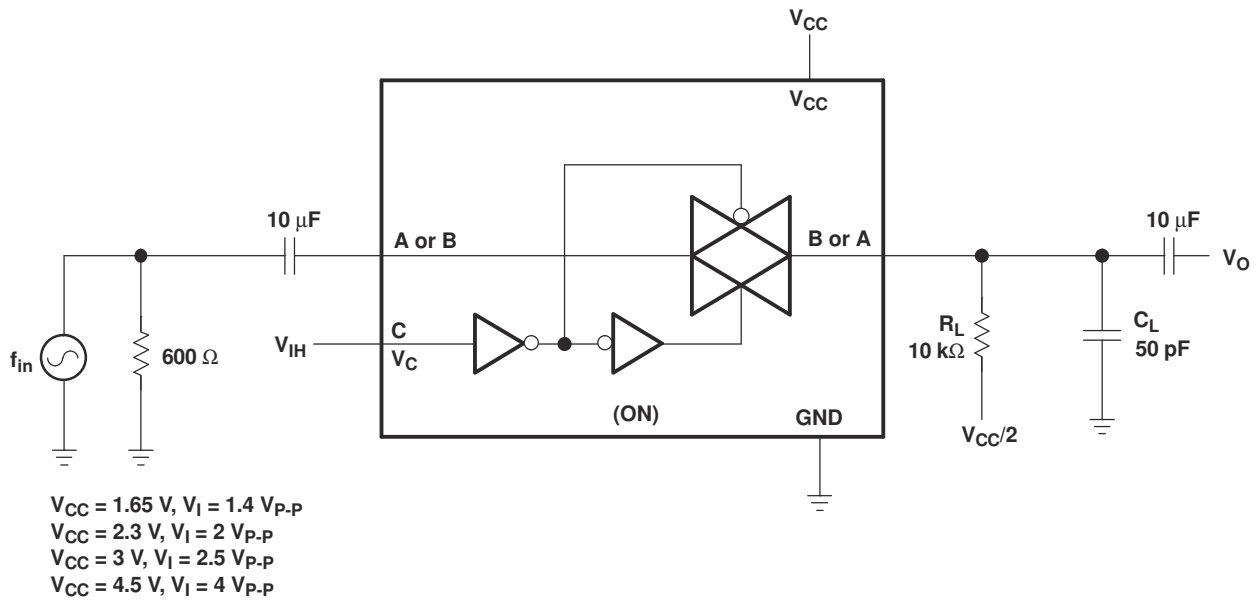 VCC
VCC
10 μF
A or B
B or A
10 μF
VO
fin
600 Ω
VIH
C
VC
RL
10 kΩ
CL
50 pF
(ON)
GND
VCC/2
VCC = 1.65 V, VI = 1.4 VP-P
VCC = 2.3 V, VI = 2 VP-P
VCC = 3 V, VI = 2.5 VP-P
VCC = 4.5 V, VI = 4 VP-P